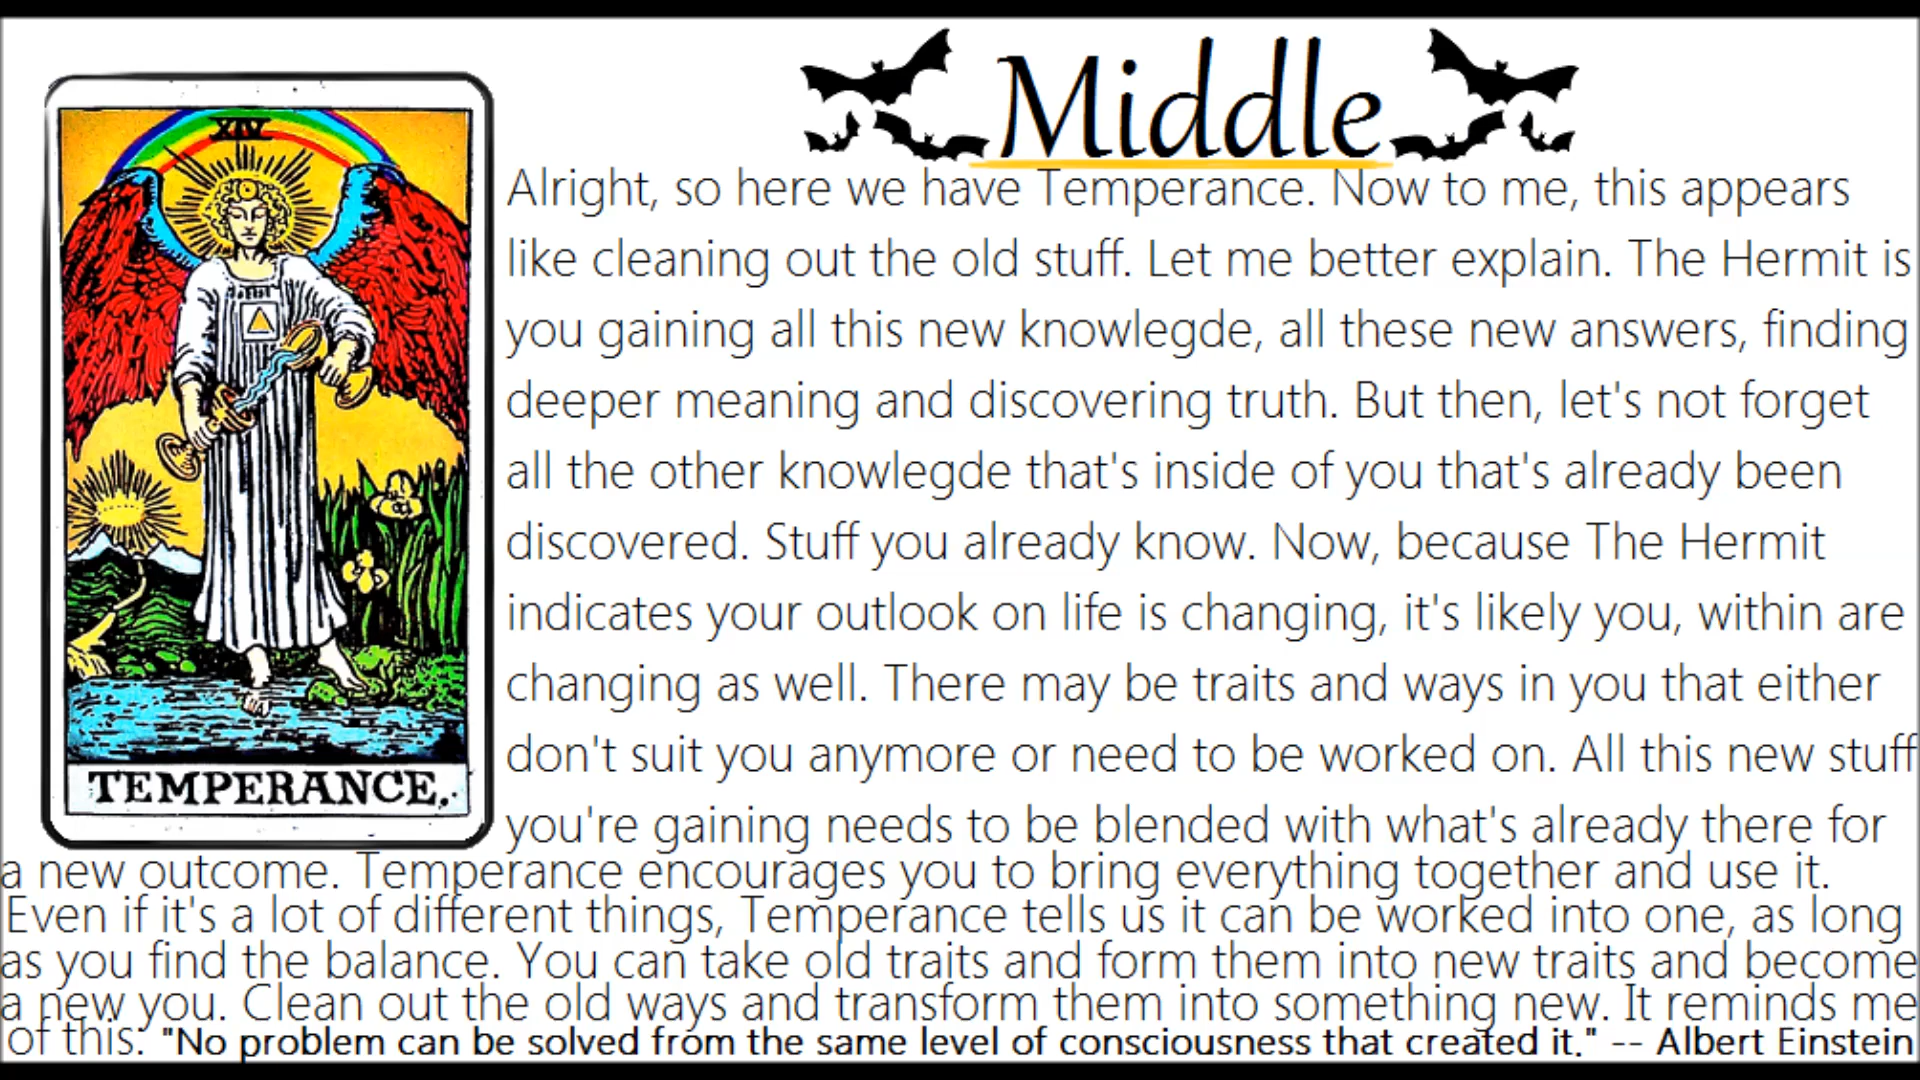 Middle
XIV
TEMPERANCE.
Alright, so here we have Temperance. Now to me, this appears
like cleaning out the old stuff. Let me better explain. The Hermit is
you gaining all this new knowlegde, all these new answers, finding
deeper meaning and discovering truth. But then, let's not forget
all the other knowlegde that's inside of you that's already been
discovered. Stuff you already know. Now, because The Hermit
indicates your outlook on life is changing, it's likely you, within are
changing as well. There may be traits and ways in you that either
don't suit you anymore or need to be worked on. All this new stuff
you're gaining needs to be blended with what's already there for
a new outcome. Temperance encourages you to bring everything together and use it.
Even if it's a lot of different things, Temperance tells us it can be worked into one, as long
as you find the balance. You can take old traits and form them into new traits and become
a new you. Clean out the old ways and transform them into something new. It reminds me
of this: "No problem can be solved from the same level of consciousness that created it." -- Albert Einstein